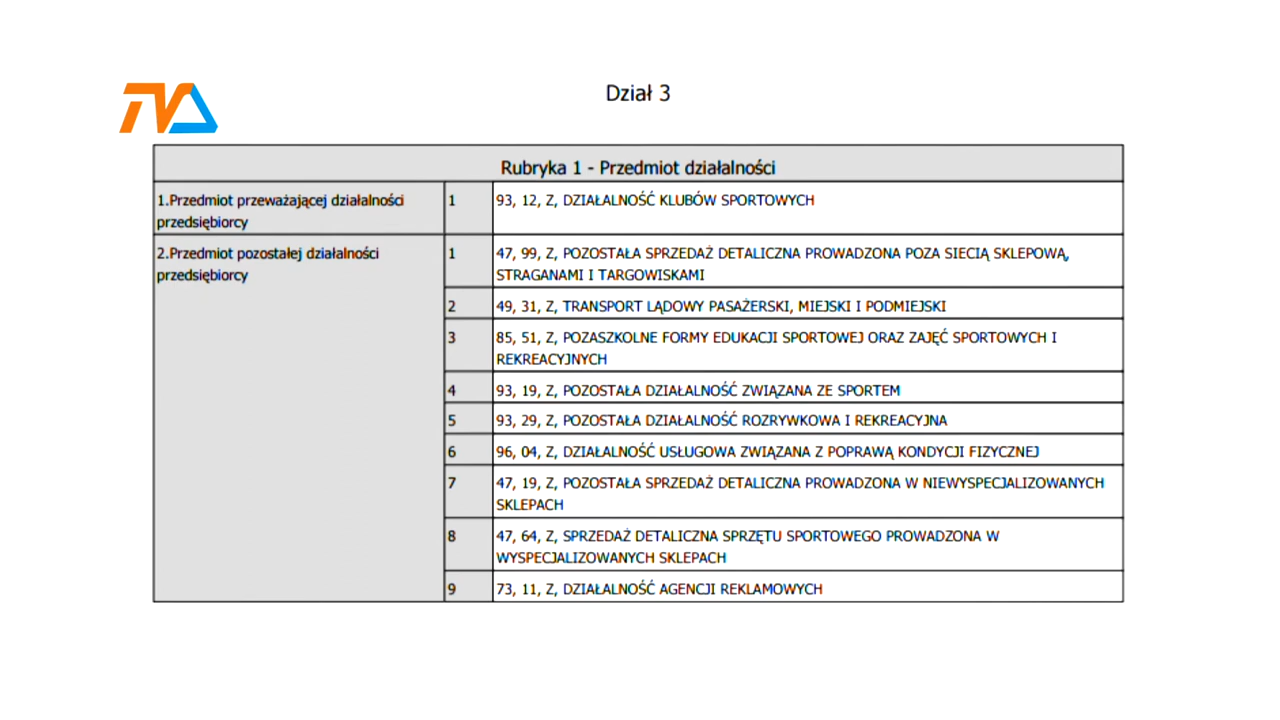 TVA
Dział 3
Rubryka 1 - Przedmiot działalności
1.Przedmiot przeważającej działalności
przedsiębiorcy
1
93, 12, Z, DZIAŁALNOŚĆ KLUBÓW SPORTOWYCH
2.Przedmiot pozostałej działalności
przedsiębiorcy
1
47, 99, Z, POZOSTAŁA SPRZEDAŻ DETALICZNA PROWADZONA POZA SIECIĄ SKLEPOWĄ,
STRAGANAMI I TARGOWISKAMI
2
49, 31, Z, TRANSPORT LĄDOWY PASAŻERSKI, MIEJSKI I PODMIEJSKI
3
85, 51, Z, POZASZKOLNE FORMY EDUKACJI SPORTOWEJ ORAZ ZAJĘĆ SPORTOWYCH I
REKREACYJNYCH
4
93, 19, Z, POZOSTAŁA DZIAŁALNOŚĆ ZWIĄZANA ZE SPORTEM
5
93, 29, Z, POZOSTAŁA DZIAŁALNOŚĆ ROZRYWKOWA I REKREACYJNA
6
96, 04, Z, DZIAŁALNOŚĆ USŁUGOWA ZWIĄZANA Z POPRAWĄ KONDYCJI FIZYCZNEJ
7
47, 19, Z, POZOSTAŁA SPRZEDAŻ DETALICZNA PROWADZONA W NIEWYSPECJALIZOWANYCH
SKLEPACH
8
47, 64, Z, SPRZEDAŻ DETALICZNA SPRZĘTU SPORTOWEGO PROWADZONA W
WYSPECJALIZOWANYCH SKLEPACH
9
73, 11, Z, DZIAŁALNOŚĆ AGENCJI REKLAMOWYCH